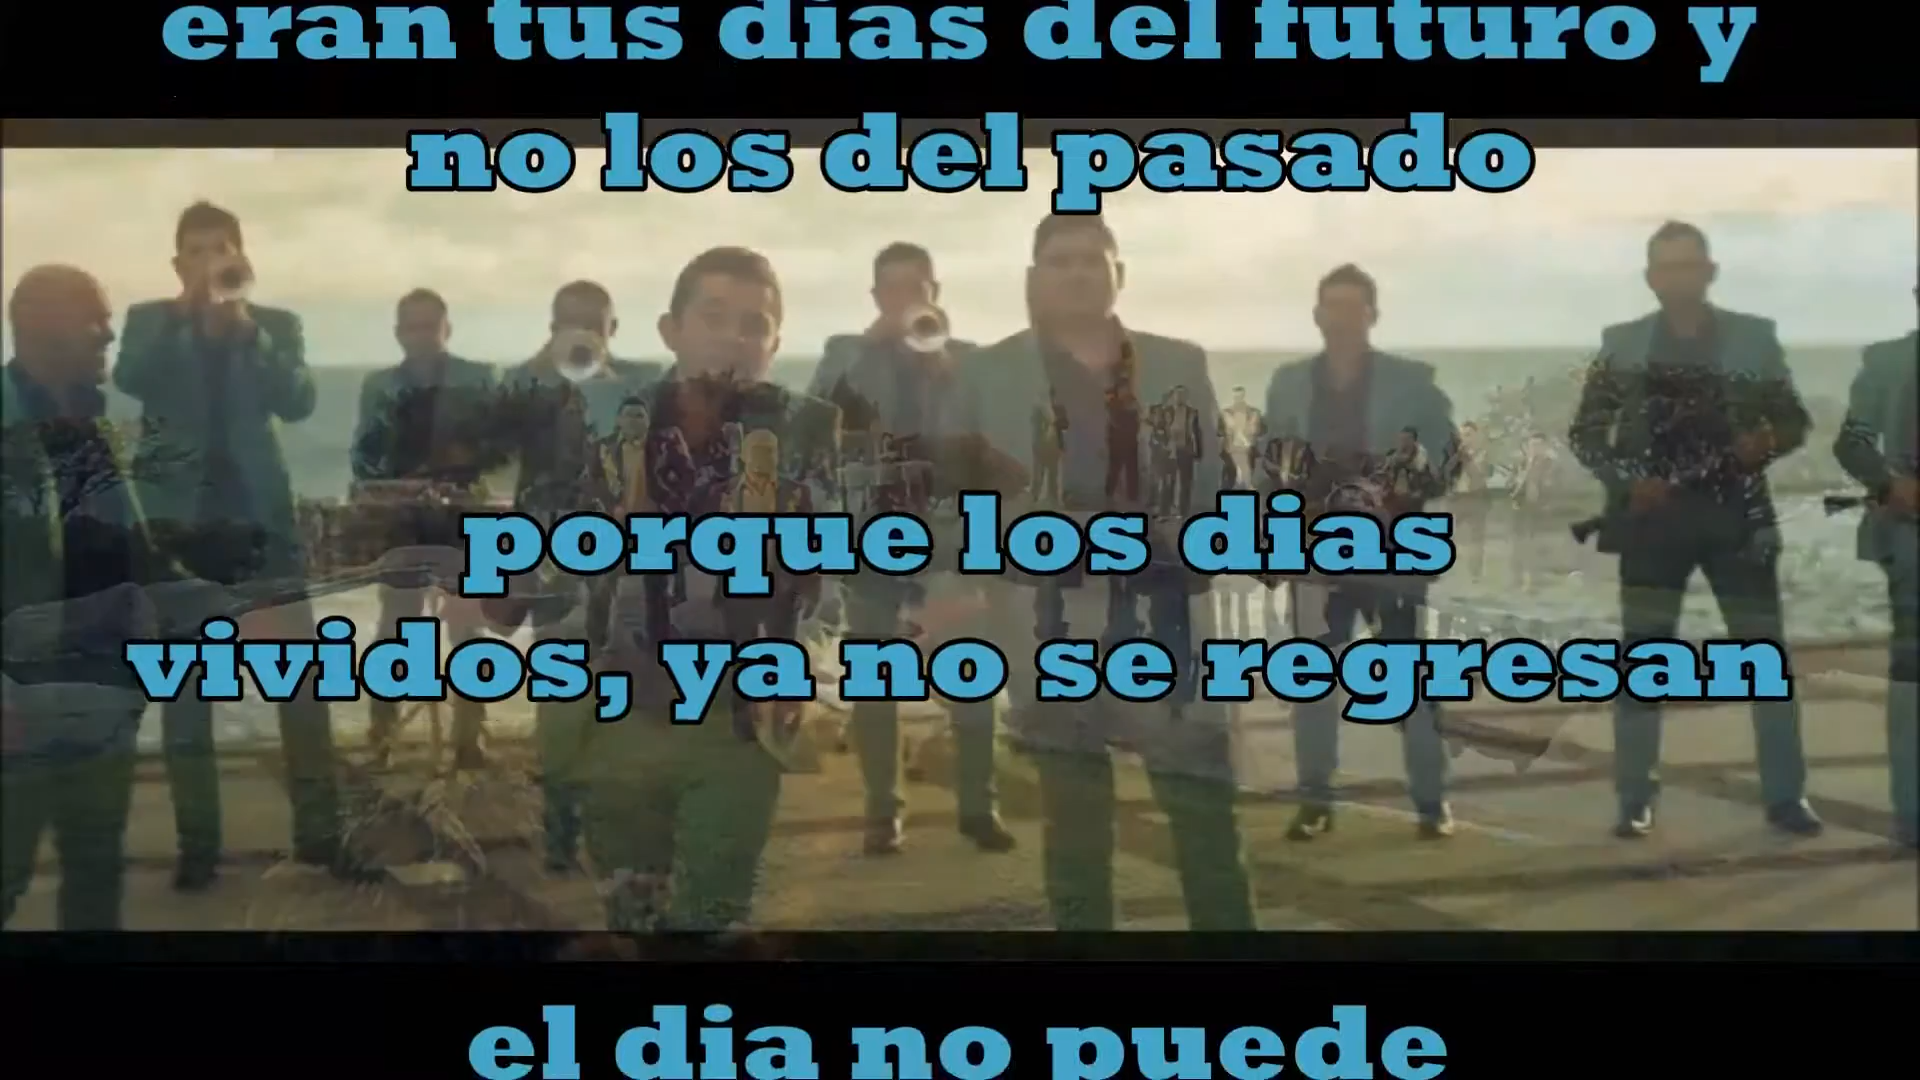 eran tus dias del futuro y
no los del pasado
porque los dias
vividos, ya no se regresan
el dia no puede